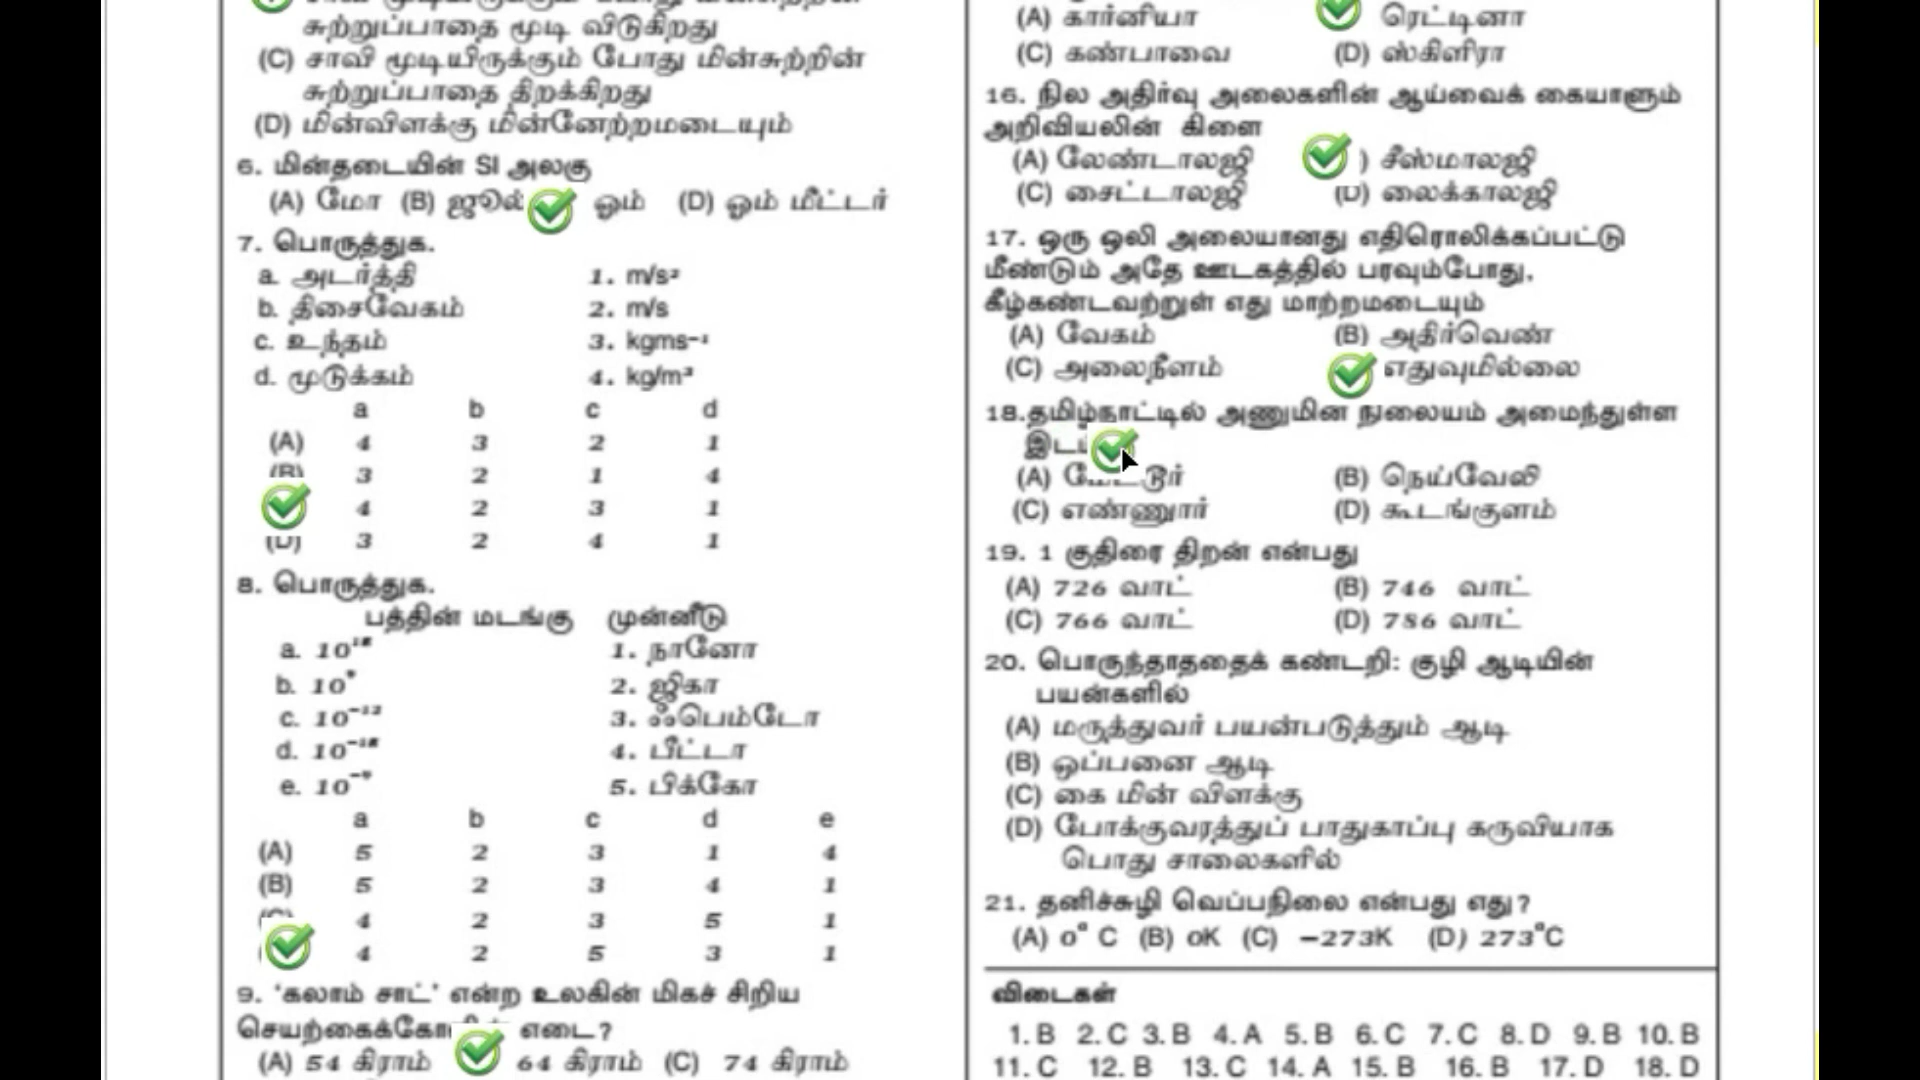 சுற்றுப்பாதை மூடி விடுகிறது
(C) சாவி மூடியிருக்கும் போது மின்சுற்றின்
சுற்றுப்பாதை திறக்கிறது
(D) மின்விளக்கு மின்னேற்றமடையும்
6. மின்தடையின் SI அலகு
(A) மோ (B) ஜூல் ஓம் (D) ஓம் மீட்டர்
7. பொருத்துக.
a. அடர்த்தி 1. m/s²
b. திசைவேகம் 2. m/s
c. உந்தம் 3. kgms⁻¹
d. முடுக்கம் 4. kg/m³
a b c d
(A) 4 3 2 1
(B) 3 2 1 4
4 2 3 1
(D) 3 2 4 1
8. பொருத்துக.
பத்தின் மடங்கு முன்னீடு
a. 10¹⁵ 1. நானோ
b. 10⁹ 2. ஜிகா
c. 10⁻¹² 3. ஃபெம்டோ
d. 10⁻¹⁵ 4. பீட்டா
e. 10⁻⁹ 5. பிக்கோ
a b c d e
(A) 5 2 3 1 4
(B) 5 2 3 4 1
(C) 4 2 3 5 1
4 2 5 3 1
9. 'கலாம் சாட்' என்ற உலகின் மிகச் சிறிய
எடை?
(A) 54 கிராம் 64 கிராம் (C) 74 கிராம்
(A) கார்னியா ரெட்டினா
(C) கண்பாவை (D) ஸ்கிளிரா
16. நில அதிர்வு அலைகளின் ஆய்வைக் கையாளும்
அறிவியலின் கிளை
(A) லேண்டாலஜி ) சீஸ்மாலஜி
(C) சைட்டாலஜி (D) லைக்காலஜி
17. ஒரு ஒலி அலையானது எதிரொலிக்கப்பட்டு
மீண்டும் அதே ஊடகத்தில் பரவும்போது,
கீழ்கண்டவற்றுள் எது மாற்றமடையும்
(A) வேகம் (B) அதிர்வெண்
(C) அலைநீளம் எதுவுமில்லை
18.தமிழ்நாட்டில் அணுமின் நிலையம் அமைந்துள்ள
(A) மேட்டூர் (B) நெய்வேலி
(C) எண்ணூர் (D) கூடங்குளம்
19. 1 குதிரை திறன் என்பது
(A) 726 வாட் (B) 746 வாட்
(C) 766 வாட் (D) 786 வாட்
20. பொருந்தாததைக் கண்டறி: குழி ஆடியின்
பயன்களில்
(A) மருத்துவர் பயன்படுத்தும் ஆடி
(B) ஒப்பனை ஆடி
(C) கை மின் விளக்கு
(D) போக்குவரத்துப் பாதுகாப்பு கருவியாக
பொது சாலைகளில்
21. தனிச்சுழி வெப்பநிலை என்பது எது?
(A) 0° C (B) 0K (C) −273K (D) 273°C
விடைகள்
1. B 2. C 3. B 4. A 5. B 6. C 7. C 8. D 9. B 10. B
11. C 12. B 13. C 14. A 15. B 16. B 17. D 18. D